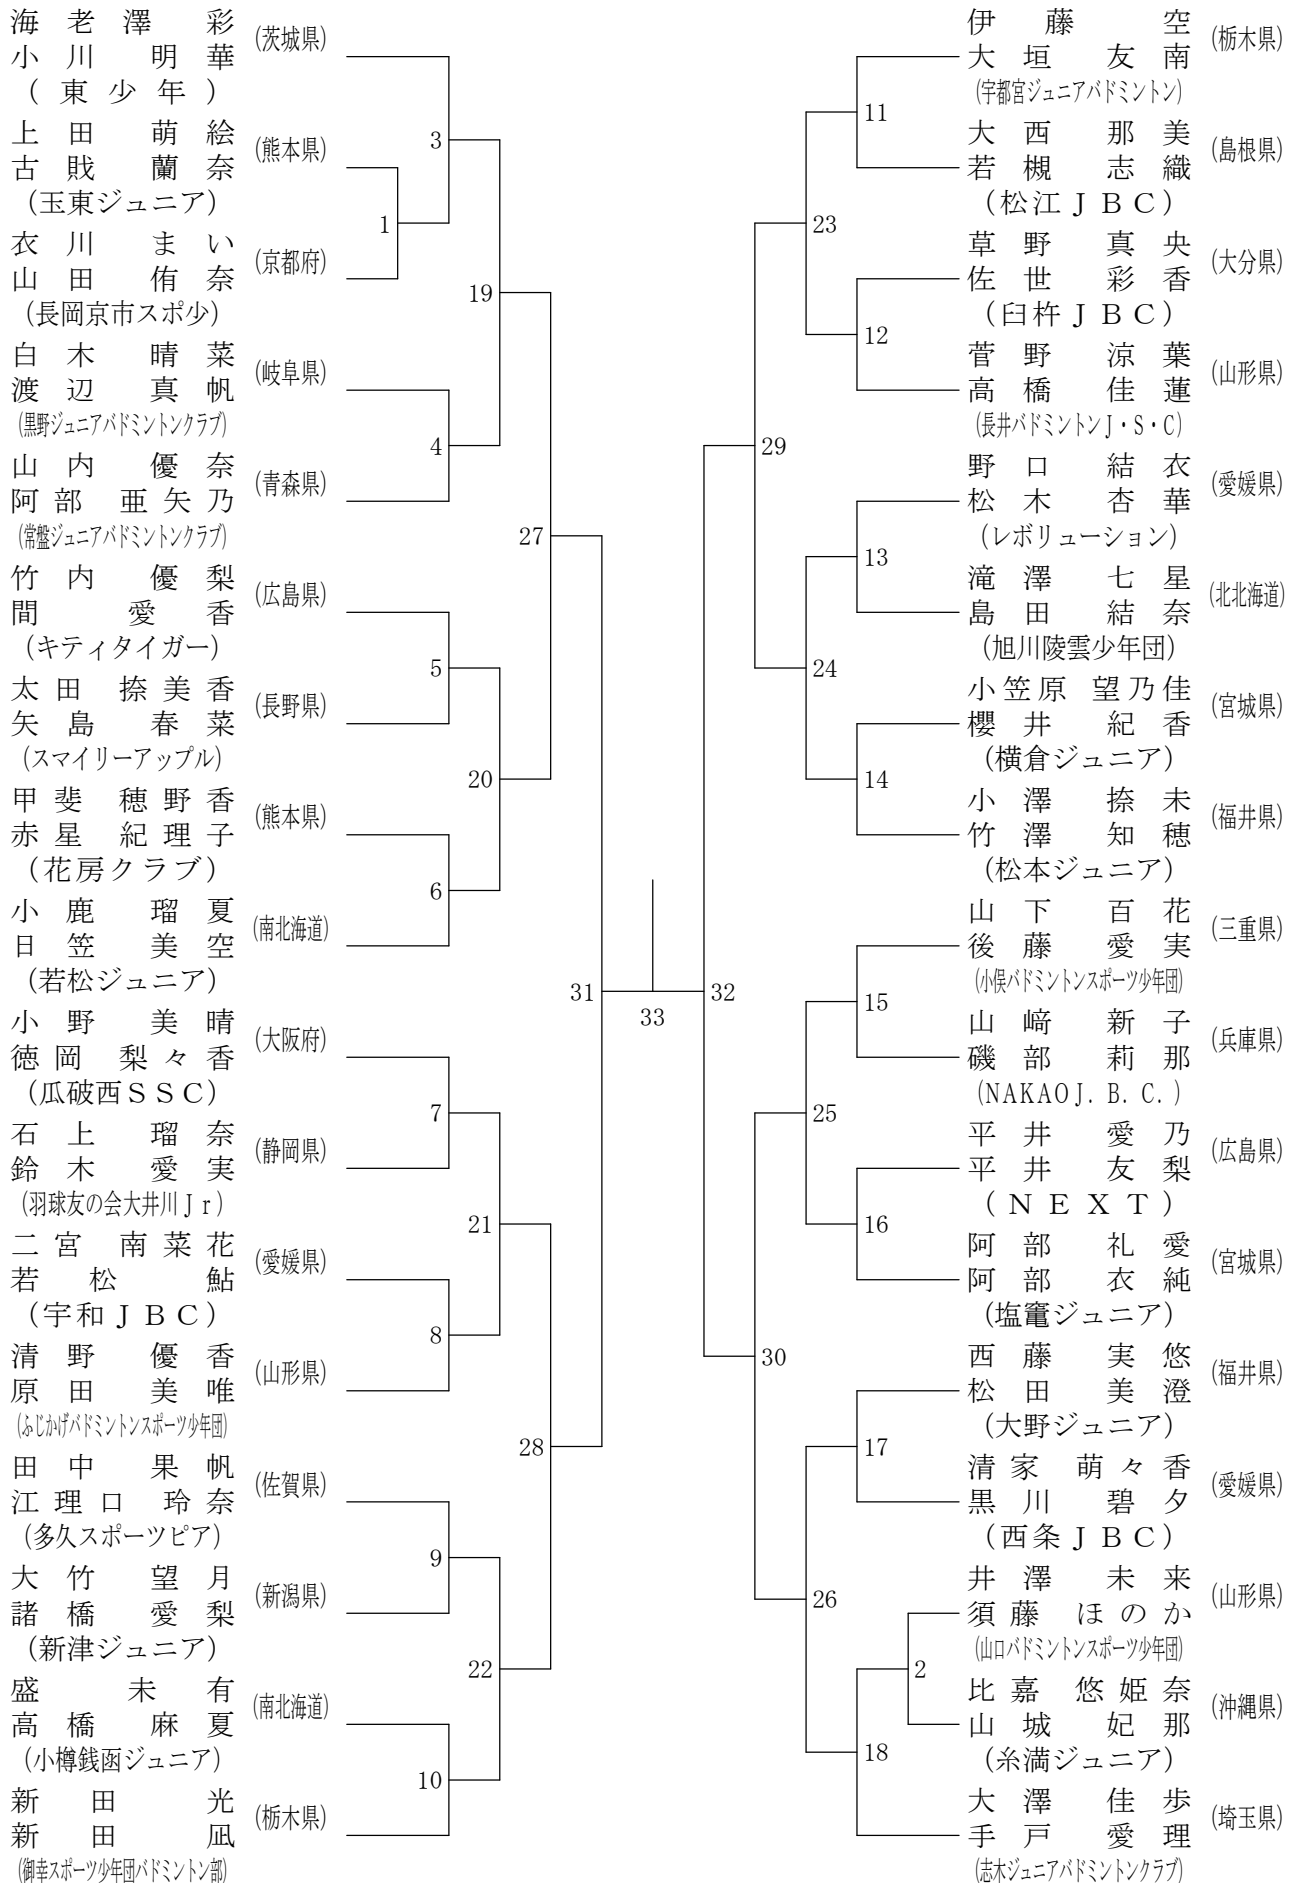 海老澤 彩
小川 明華
(茨城県)
(東少年)
3
上田 萌絵
古賎 蘭奈
(熊本県)
(玉東ジュニア)
1
衣川 まい
山田 侑奈
(京都府)
(長岡京市スポ少)
19
白木 晴菜
渡辺 真帆
(岐阜県)
(黒野ジュニアバドミントンクラブ)
4
山内 優奈
阿部 亜矢乃
(青森県)
(常盤ジュニアバドミントンクラブ)
27
竹内 優梨
間 愛香
(広島県)
(キティタイガー)
5
太田 捺美香
矢島 春菜
(長野県)
(スマイリーアップル)
20
甲斐 穂野香
赤星 紀理子
(熊本県)
(花房クラブ)
6
小鹿 瑠夏
日笠 美空
(南北海道)
(若松ジュニア)
31
小野 美晴
徳岡 梨々香
(大阪府)
(瓜破西SSC)
7
石上 瑠奈
鈴木 愛実
(静岡県)
(羽球友の会大井川Jr)
21
二宮 南菜花
若松 鮎
(愛媛県)
(宇和JBC)
8
清野 優香
原田 美唯
(山形県)
(ふじかげバドミントンスポーツ少年団)
28
田中 果帆
江理口 玲奈
(佐賀県)
(多久スポーツピア)
9
大竹 望月
諸橋 愛梨
(新潟県)
(新津ジュニア)
22
盛 未有
高橋 麻夏
(南北海道)
(小樽銭函ジュニア)
10
新田 光
新田 凪
(栃木県)
(御幸スポーツ少年団バドミントン部)
33
伊藤 空
大垣 友南
(栃木県)
(宇都宮ジュニアバドミントン)
11
大西 那美
若槻 志織
(島根県)
(松江JBC)
23
草野 真央
佐世 彩香
(大分県)
(臼杵JBC)
12
菅野 涼葉
高橋 佳蓮
(山形県)
(長井バドミントンJ・S・C)
29
野口 結衣
松木 杏華
(愛媛県)
(レボリューション)
13
滝澤 七星
島田 結奈
(北北海道)
(旭川陵雲少年団)
24
小笠原 望乃佳
櫻井 紀香
(宮城県)
(横倉ジュニア)
14
小澤 捺未
竹澤 知穂
(福井県)
(松本ジュニア)
32
山下 百花
後藤 愛実
(三重県)
(小俣バドミントンスポーツ少年団)
15
山﨑 新子
磯部 莉那
(兵庫県)
(NAKAOJ.B.C.)
25
平井 愛乃
平井 友梨
(広島県)
(NEXT)
16
阿部 礼愛
阿部 衣純
(宮城県)
(塩竈ジュニア)
30
西藤 実悠
松田 美澄
(福井県)
(大野ジュニア)
17
清家 萌々香
黒川 碧夕
(愛媛県)
(西条JBC)
26
井澤 未来
須藤 ほのか
(山形県)
(山口バドミントンスポーツ少年団)
2
比嘉 悠姫奈
山城 妃那
(沖縄県)
(糸満ジュニア)
18
大澤 佳歩
手戸 愛理
(埼玉県)
(志木ジュニアバドミントンクラブ)